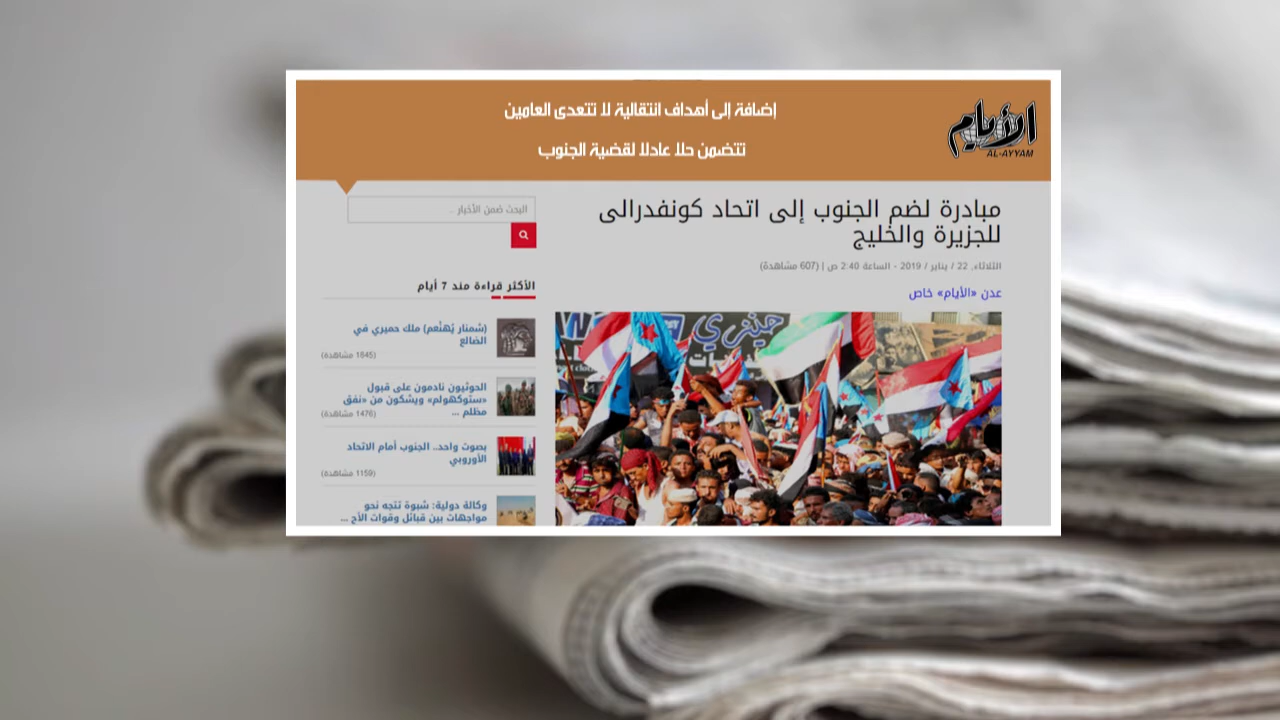 إضافة إلى أهداف انتقالية لا تتعدى العامين
تتضمن حلا عادلا لقضية الجنوب
الأيام
AL-AYYAM
مبادرة لضم الجنوب إلى اتحاد كونفدرالى
للجزيرة والخليج
الثلاثاء, 22 / يناير / 2019 - الساعة 2:40 ص | (607 مشاهدة)
عدن «الأيام» خاص
جيفري
البحث ضمن الأخبار ..
الأكثر قراءة منذ 7 أيام
(شمنار يُهنْعم) ملك حميري في
الضالع
(1845 مشاهدة)
الحوثيون نادمون على قبول
«ستوكهولم» ويشكون من «نفق
مظلم ...
(1476 مشاهدة)
بصوت واحد.. الجنوب أمام الاتحاد
الأوروبي
(1159 مشاهدة)
وكالة دولية: شبوة تتجه نحو
مواجهات بين قبائل وقوات الأح ...